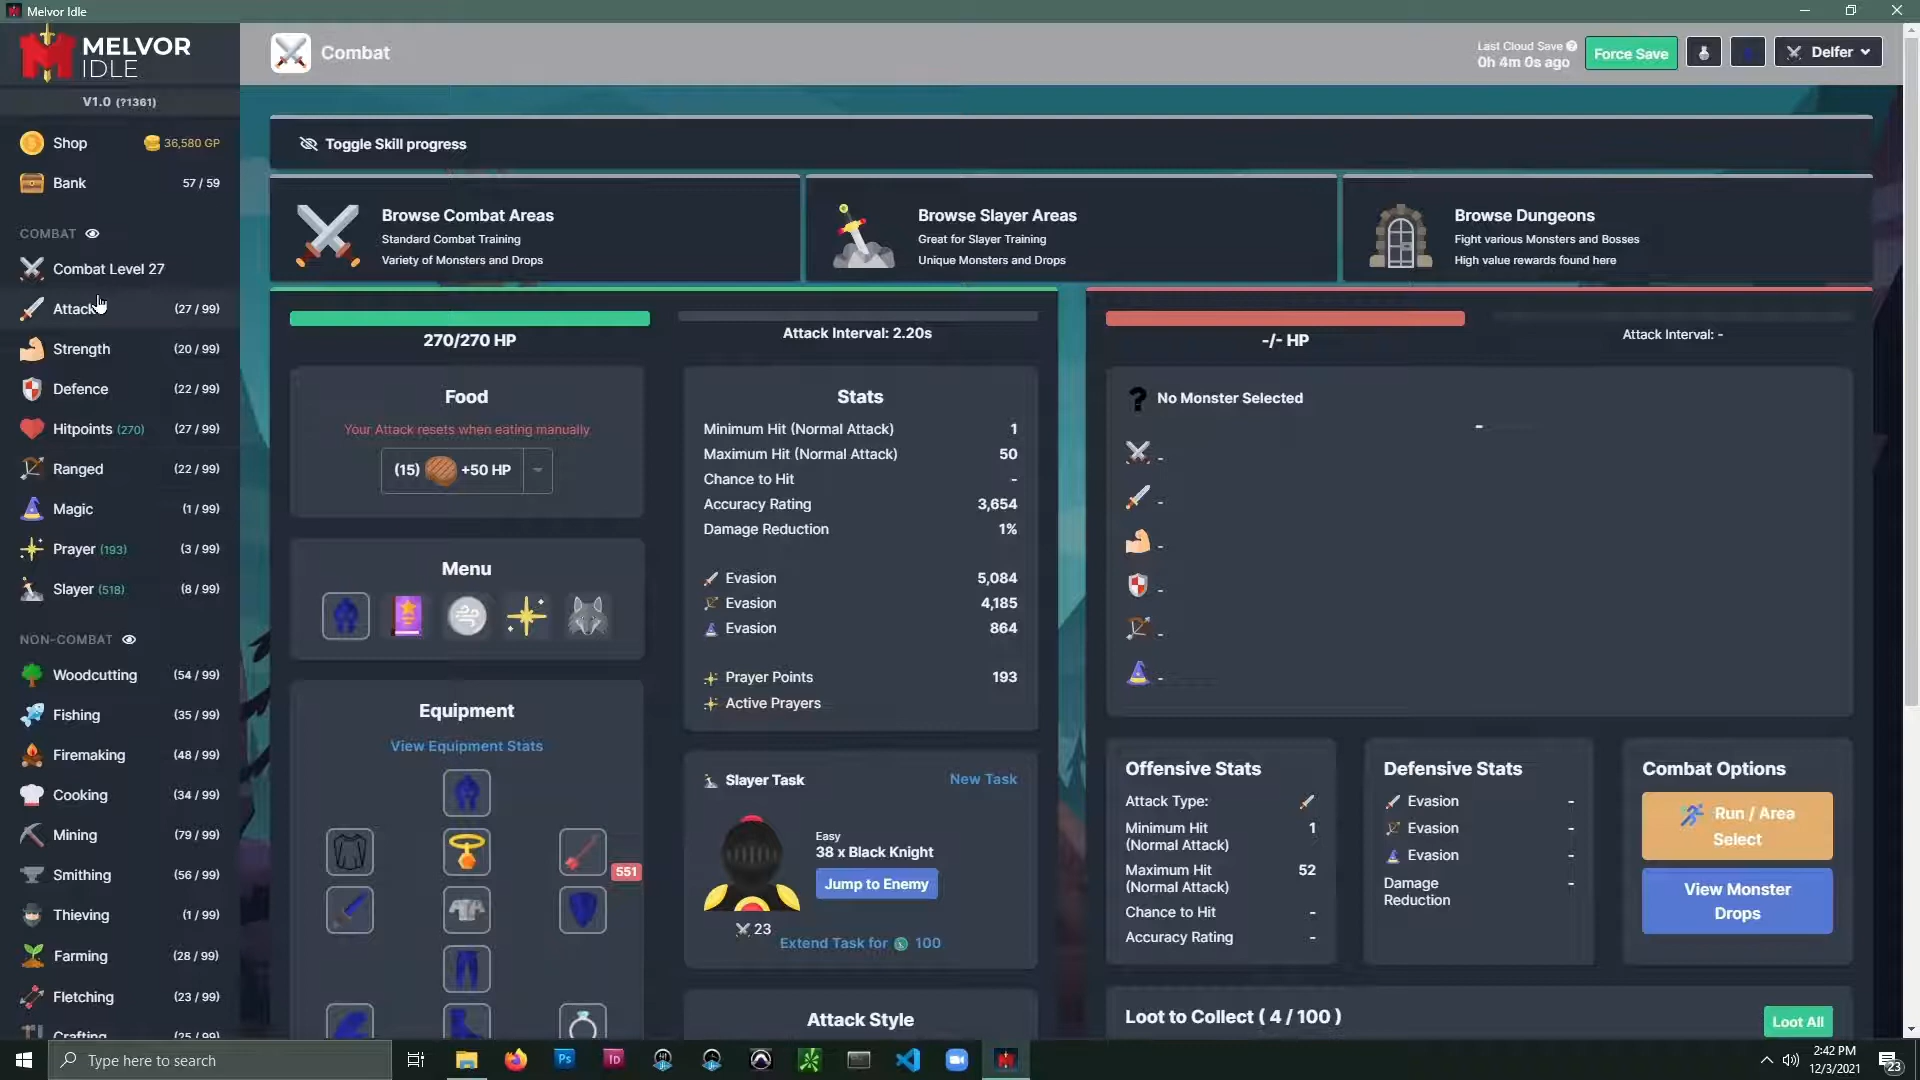 Melvor Idle
MELVOR
IDLE
V1.0 (?1361)
Shop 36,580 GP
Bank 57 / 59
COMBAT
Combat Level 27
Attack (27 / 99)
Strength (20 / 99)
Defence (22 / 99)
Hitpoints (270) (27 / 99)
Ranged (22 / 99)
Magic (1 / 99)
Prayer (193) (3 / 99)
Slayer (518) (8 / 99)
NON-COMBAT
Woodcutting (54 / 99)
Fishing (35 / 99)
Firemaking (48 / 99)
Cooking (34 / 99)
Mining (79 / 99)
Smithing (56 / 99)
Thieving (1 / 99)
Farming (28 / 99)
Fletching (23 / 99)
Crafting (25 / 99)
Combat
Last Cloud Save
0h 4m 0s ago
Force Save
Delfer
Toggle Skill progress
Browse Combat Areas
Standard Combat Training
Variety of Monsters and Drops
Browse Slayer Areas
Great for Slayer Training
Unique Monsters and Drops
Browse Dungeons
Fight various Monsters and Bosses
High value rewards found here
270/270 HP
Attack Interval: 2.20s
Food
Your Attack resets when eating manually
(15) +50 HP
Menu
Equipment
View Equipment Stats
551
Stats
Minimum Hit (Normal Attack) 1
Maximum Hit (Normal Attack) 50
Chance to Hit -
Accuracy Rating 3,654
Damage Reduction 1%
Evasion 5,084
Evasion 4,185
Evasion 864
Prayer Points 193
Active Prayers
Slayer Task New Task
Easy
38 x Black Knight
Jump to Enemy
23
Extend Task for 100
Attack Style
-/- HP
Attack Interval: -
No Monster Selected
-
-
-
-
-
-
-
Offensive Stats
Attack Type:
Minimum Hit 1
(Normal Attack)
Maximum Hit 52
(Normal Attack)
Chance to Hit -
Accuracy Rating -
Defensive Stats
Evasion -
Evasion -
Evasion -
Damage -
Reduction
Combat Options
Run / Area
Select
View Monster
Drops
Loot to Collect ( 4 / 100 )
Loot All
Type here to search
Ps
ID
2:42 PM
12/3/2021
23